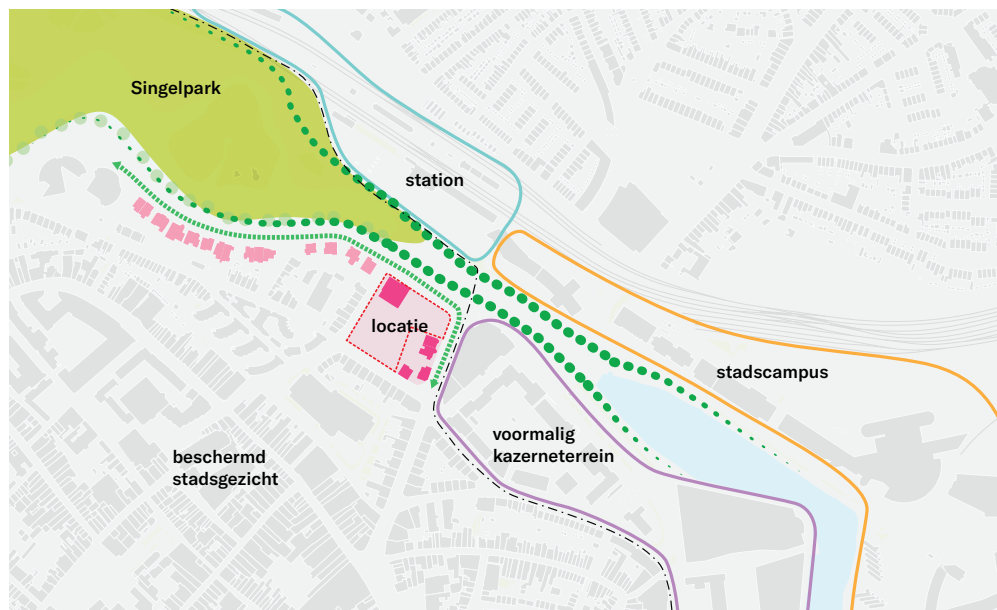 Singelpark
station
locatie
stadscampus
voormalig
kazerneterrein
beschermd
stadsgezicht